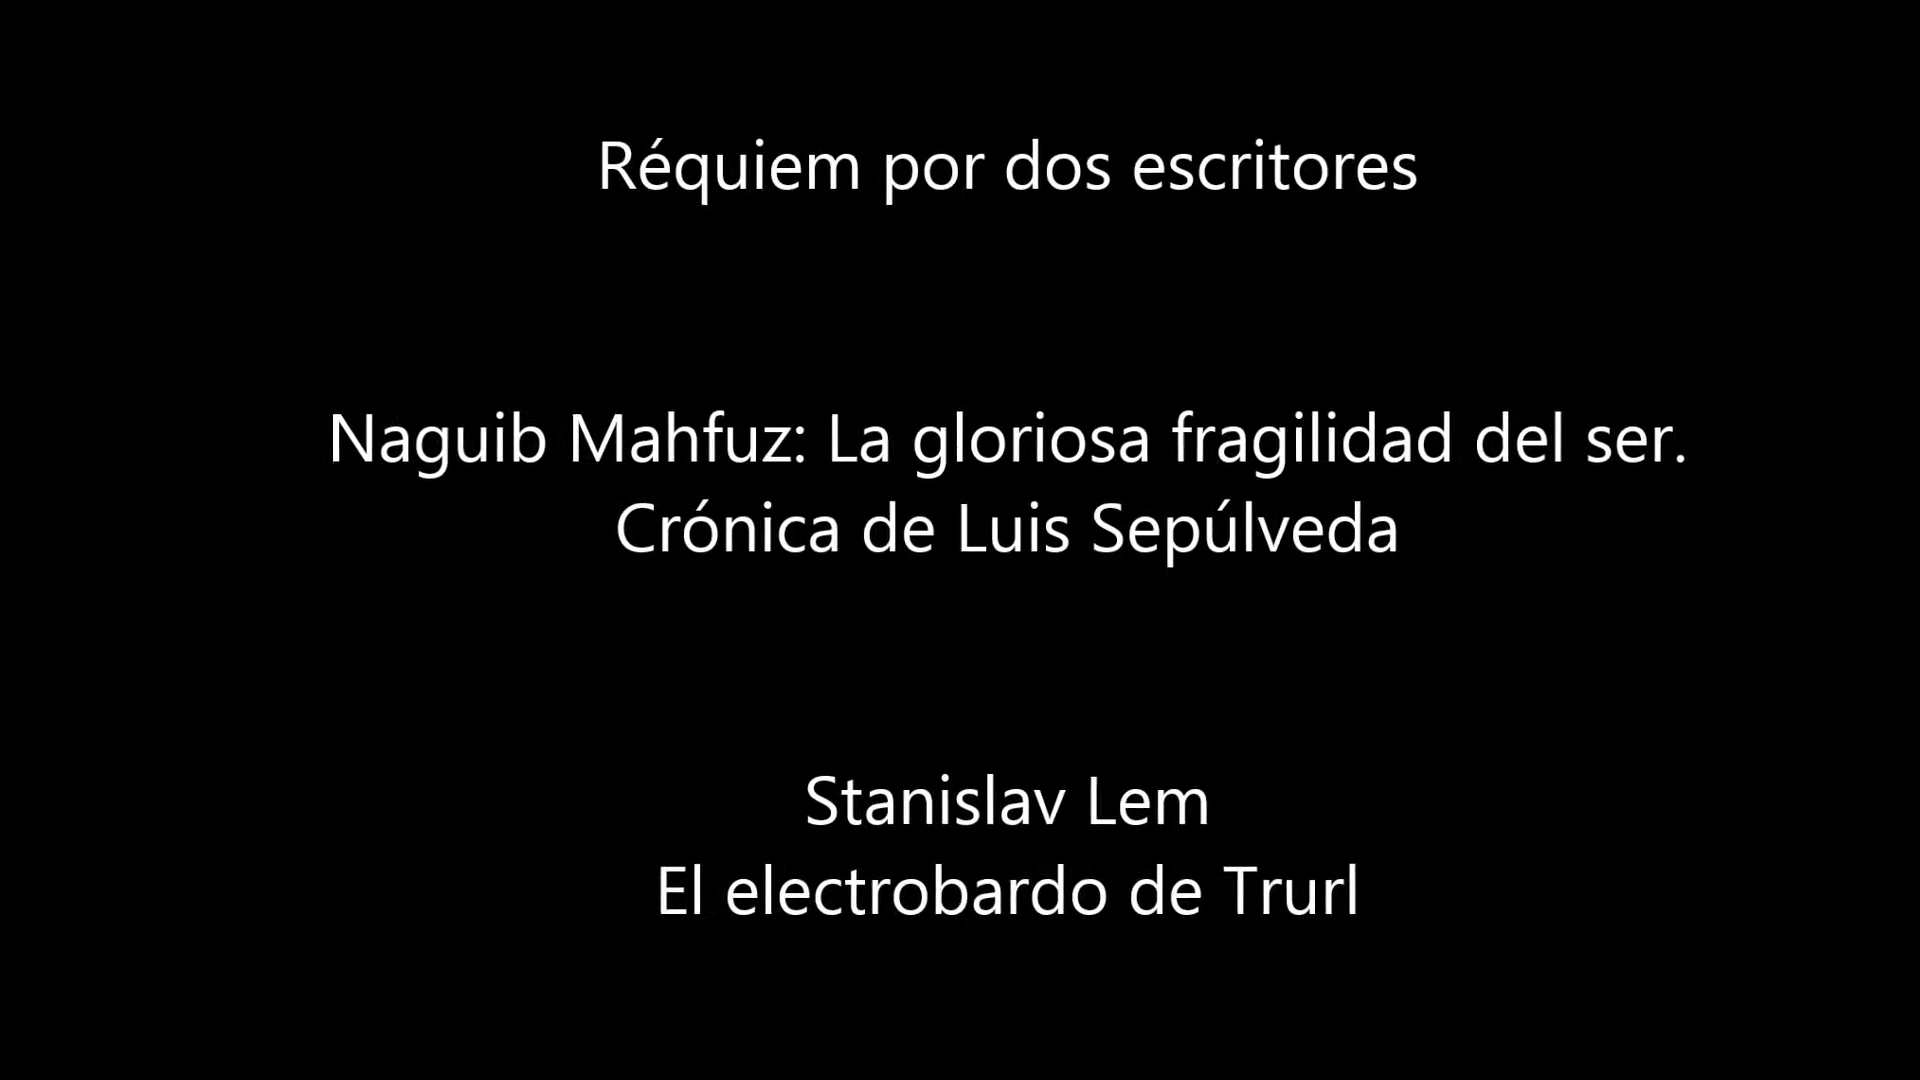 Réquiem por dos escritores
Naguib Mahfuz: La gloriosa fragilidad del ser.
Crónica de Luis Sepúlveda
Stanislav Lem
El electrobardo de Trurl